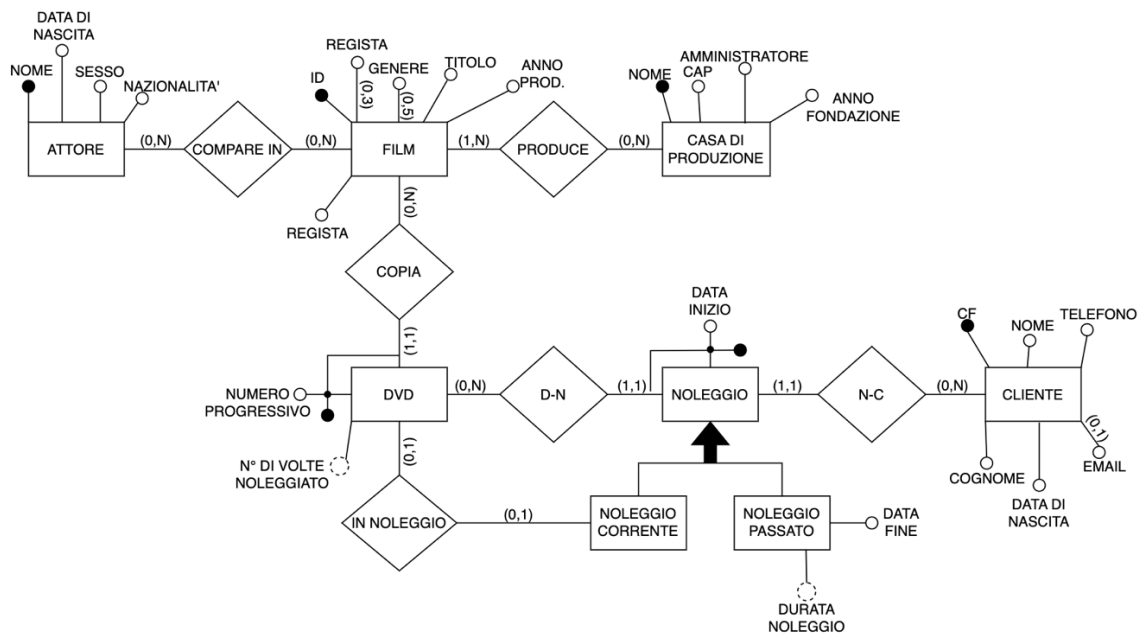 DATA DI
NASCITA
NOME
SESSO
NAZIONALITA'
ATTORE
(0,N)
COMPARE IN
(0,N)
REGISTA
(0,3)
ID
GENERE
(0,5)
TITOLO
ANNO
PROD.
FILM
REGISTA
(1,N)
PRODUCE
(0,N)
AMMINISTRATORE
NOME
CAP
ANNO
FONDAZIONE
CASA DI
PRODUZIONE
(0,N)
COPIA
(1,1)
NUMERO
PROGRESSIVO
DVD
N° DI VOLTE
NOLEGGIATO
(0,N)
D-N
(1,1)
DATA
INIZIO
NOLEGGIO
(1,1)
N-C
(0,N)
CF
NOME
TELEFONO
CLIENTE
(0,1)
EMAIL
COGNOME
DATA DI
NASCITA
(0,1)
IN NOLEGGIO
(0,1)
NOLEGGIO
CORRENTE
NOLEGGIO
PASSATO
DATA
FINE
DURATA
NOLEGGIO